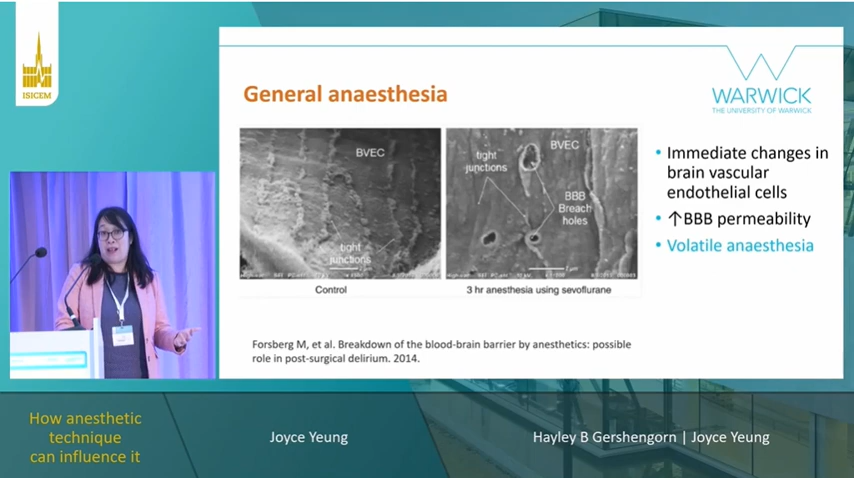 ISICEM
General anaesthesia
WARWICK
THE UNIVERSITY OF WARWICK
BVEC
tight
junctions
Control
tight
junctions
BVEC
BBB
Breach
holes
3 hr anesthesia using sevoflurane
• Immediate changes in
brain vascular
endothelial cells
• ↑BBB permeability
• Volatile anaesthesia
Forsberg M, et al. Breakdown of the blood-brain barrier by anesthetics: possible
role in post-surgical delirium. 2014.
How anesthetic
technique
can influence it
Joyce Yeung
Hayley B Gershengorn | Joyce Yeung